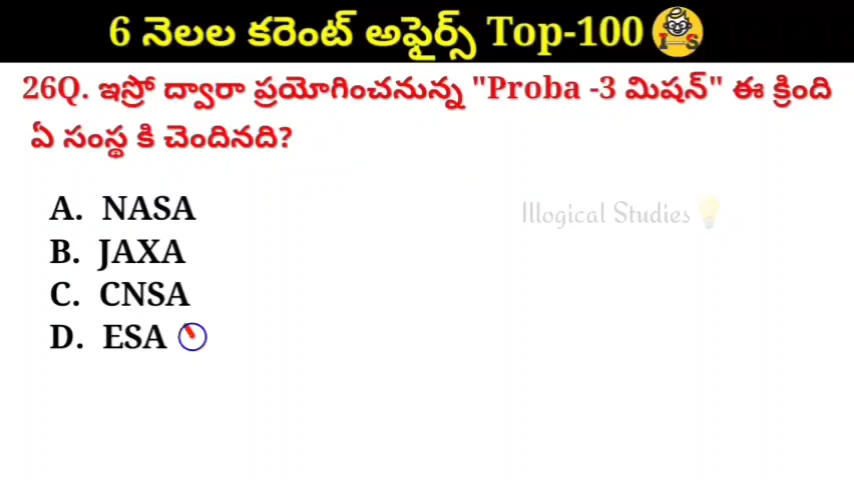 6 నెలల కరెంట్ అఫైర్స్ Top-100
I S
26Q. ఇస్రో ద్వారా ప్రయోగించనున్న "Proba -3 మిషన్" ఈ క్రింది
ఏ సంస్థ కి చెందినది?
A. NASA
Illogical Studies
B. JAXA
C. CNSA
D. ESA